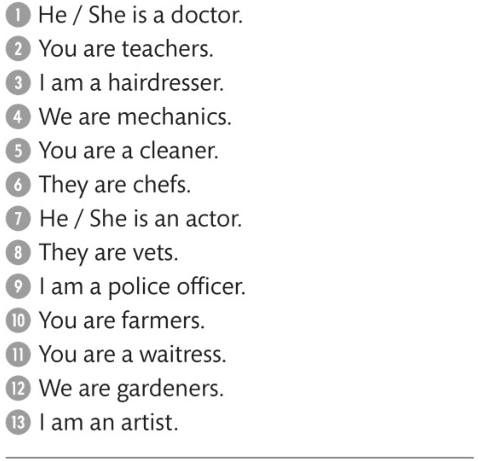 1 He / She is a doctor.
2 You are teachers.
3 I am a hairdresser.
4 We are mechanics.
5 You are a cleaner.
6 They are chefs.
7 He / She is an actor.
8 They are vets.
9 I am a police officer.
10 You are farmers.
11 You are a waitress.
12 We are gardeners.
13 I am an artist.